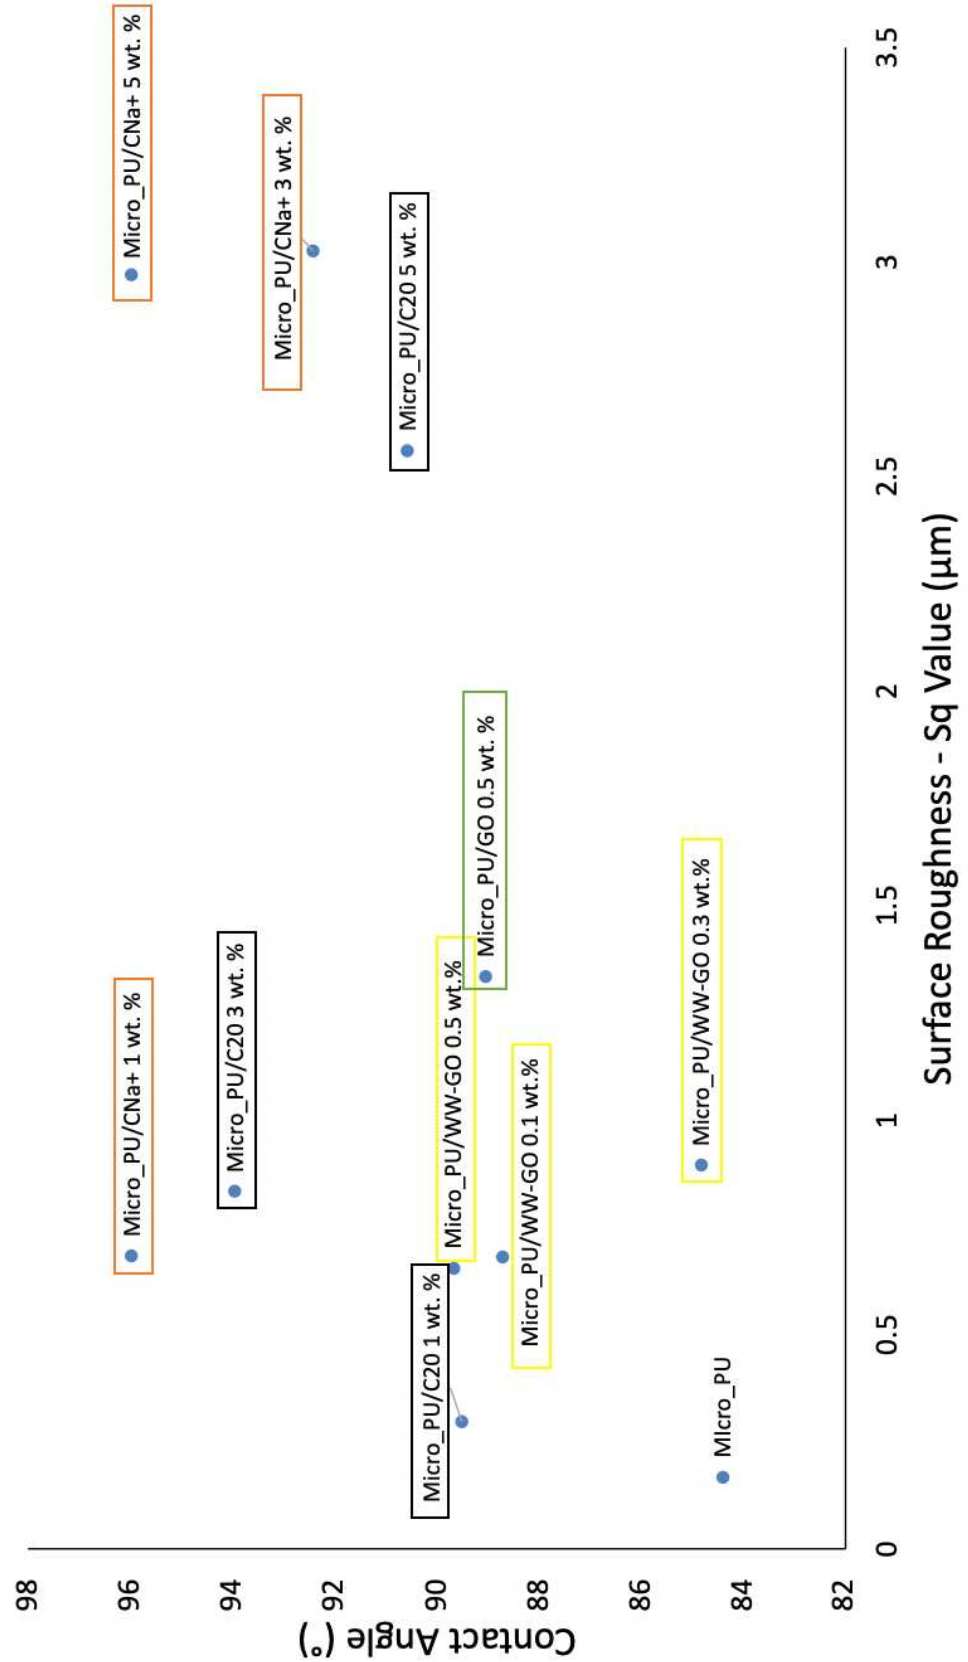 98
96
94
92
90
88
86
84
82
Contact Angle (°)
Micro_PU/CNa+ 1 wt. %
Micro_PU/CNa+ 5 wt. %
Micro_PU/C20 3 wt. %
Micro_PU/CNa+ 3 wt. %
Micro_PU/C20 1 wt. %
Micro_PU/C20 5 wt. %
Micro_PU/WW-GO 0.5 wt.%
Micro_PU/GO 0.5 wt. %
Micro_PU/WW-GO 0.1 wt.%
Micro_PU/WW-GO 0.3 wt.%
MIcro_PU
0 0.5 1 1.5 2 2.5 3 3.5
Surface Roughness - Sq Value (μm)